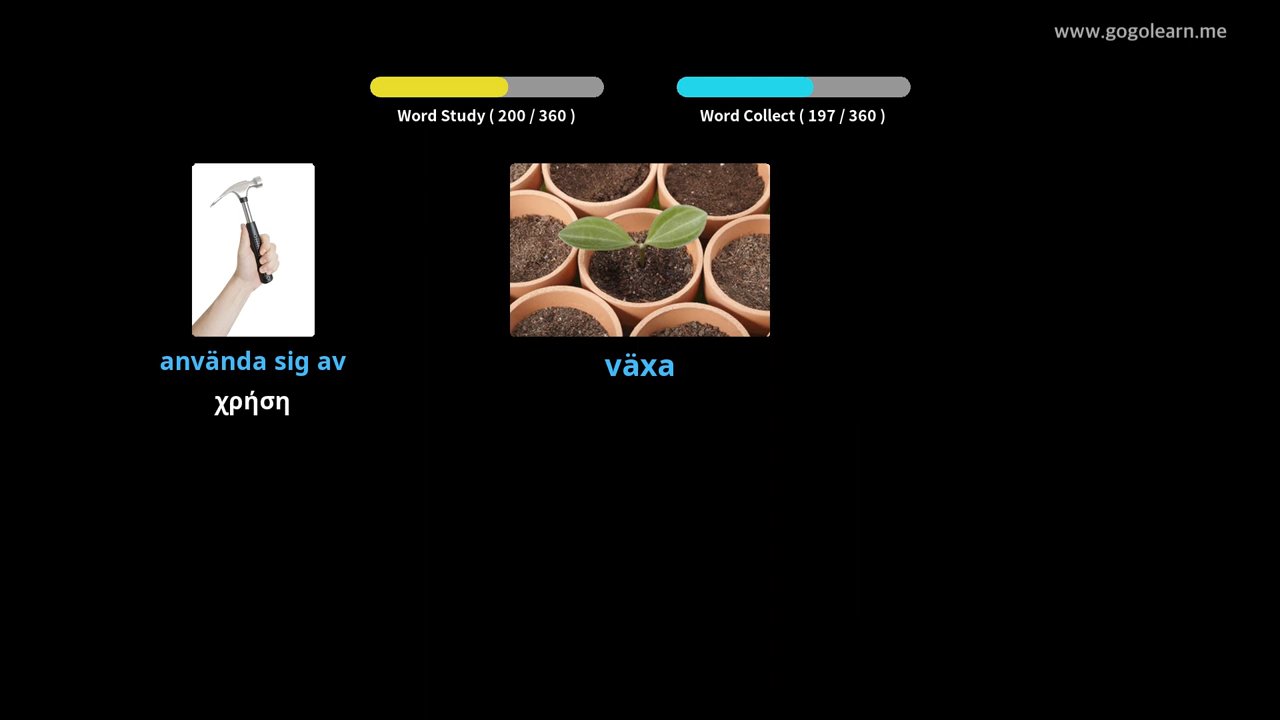 www.gogolearn.me
Word Study ( 200 / 360 )
Word Collect ( 197 / 360 )
använda sig av
χρήση
växa